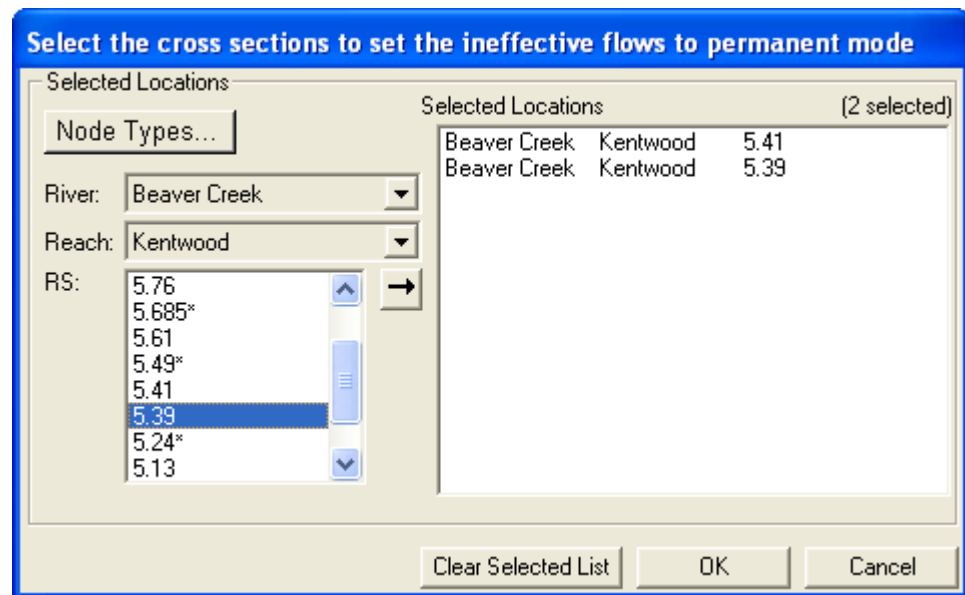 Select the cross sections to set the ineffective flows to permanent mode
Selected Locations
Node Types...
River: Beaver Creek
Reach: Kentwood
RS:
5.76
5.685*
5.61
5.49*
5.41
5.39
5.24*
5.13
Selected Locations (2 selected)
Beaver Creek Kentwood 5.41
Beaver Creek Kentwood 5.39
Clear Selected List OK Cancel